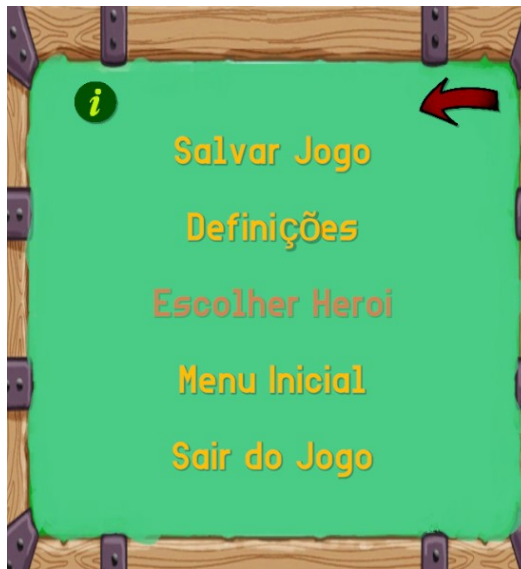 i
Salvar Jogo
Definições
Escolher Heroi
Menu Inicial
Sair do Jogo